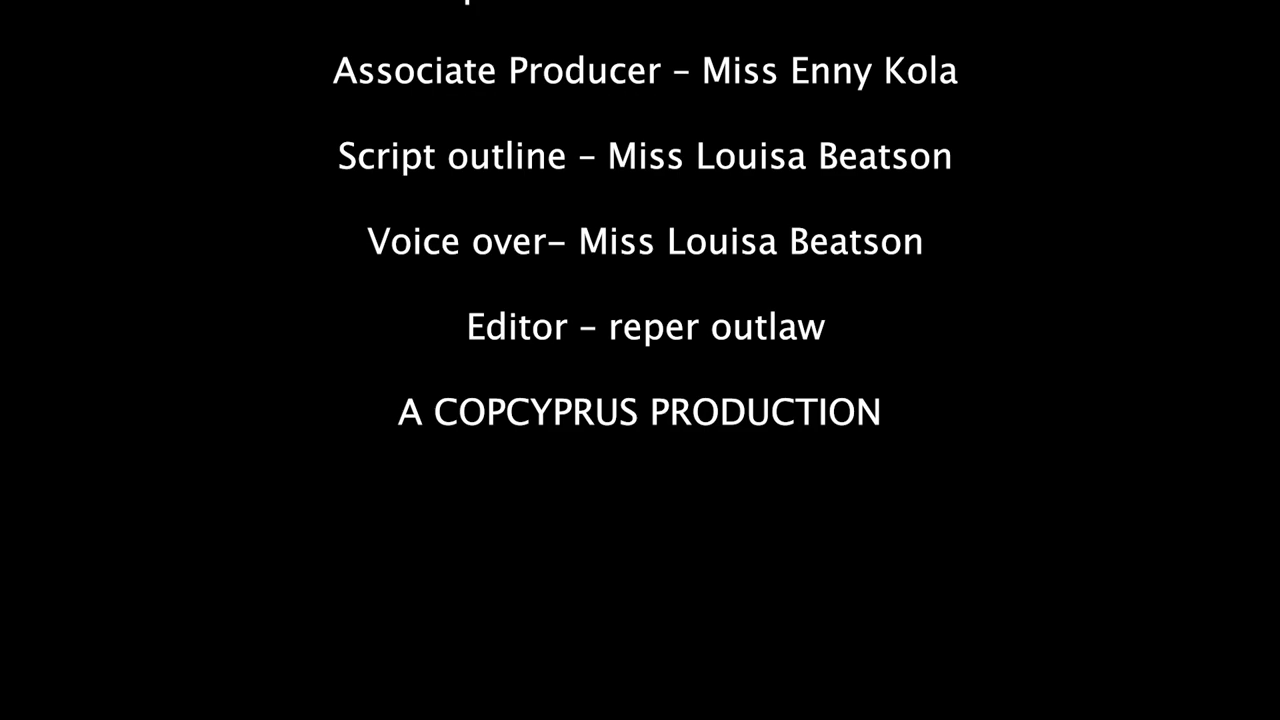 Associate Producer – Miss Enny Kola
Script outline – Miss Louisa Beatson
Voice over– Miss Louisa Beatson
Editor – reper outlaw
A COPCYPRUS PRODUCTION